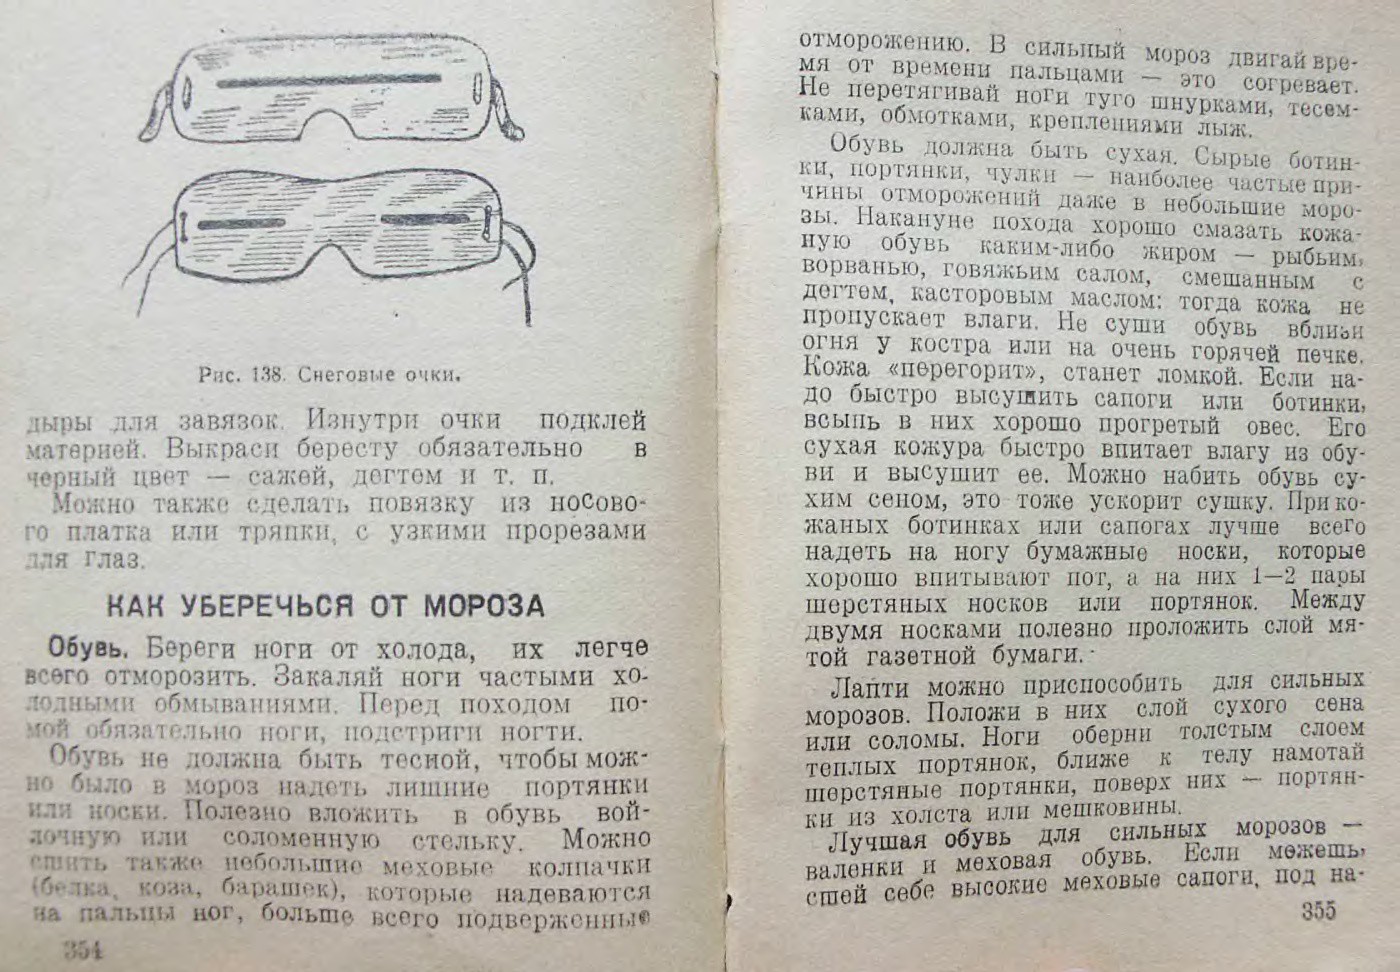 Рис. 138. Снеговые очки.
дыры для завязок. Изнутри очки подклей
материей. Выкраси бересту обязательно в
черный цвет — сажей, дегтем и т. п.
Можно также сделать повязку из носово-
го платка или тряпки, с узкими прорезами
для глаз.
КАК УБЕРЕЧЬСЯ ОТ МОРОЗА
Обувь. Береги ноги от холода, их легче
всего отморозить. Закаляй ноги частыми хо-
лодными обмываниями. Перед походом по-
мой обязательно ноги, подстриги ногти.
Обувь не должна быть тесной, чтобы мож-
но было в мороз надеть лишние портянки
или носки. Полезно вложить в обувь вой-
лочную или соломенную стельку. Можно
сшить также небольшие меховые колпачки
(белка, коза, барашек), которые надеваются
на пальцы ног, больше всего подверженные
354
отморожению. В сильный мороз двигай вре-
мя от времени пальцами — это согревает.
Не перетягивай ноги туго шнурками, тесем-
ками, обмотками, креплениями лыж.
Обувь должна быть сухая. Сырые ботин-
ки, портянки, чулки — наиболее частые при-
чины отморожений даже в небольшие моро-
зы. Накануне похода хорошо смазать кожа-
ную обувь каким-либо жиром — рыбьим,
ворванью, говяжьим салом, смешанным с
дегтем, касторовым маслом: тогда кожа не
пропускает влаги. Не суши обувь вблизи
огня у костра или на очень горячей печке.
Кожа «перегорит», станет ломкой. Если на-
до быстро высушить сапоги или ботинки,
всыпь в них хорошо прогретый овес. Его
сухая кожура быстро впитает влагу из обу-
ви и высушит ее. Можно набить обувь су-
хим сеном, это тоже ускорит сушку. При ко-
жаных ботинках или сапогах лучше всего
надеть на ногу бумажные носки, которые
хорошо впитывают пот, а на них 1—2 пары
шерстяных носков или портянок. Между
двумя носками полезно проложить слой мя-
той газетной бумаги.
Лапти можно приспособить для сильных
морозов. Положи в них слой сухого сена
или соломы. Ноги оберни толстым слоем
теплых портянок, ближе к телу намотай
шерстяные портянки, поверх них — портян-
ки из холста или мешковины.
Лучшая обувь для сильных морозов —
валенки и меховая обувь. Если можешь,
сшей себе высокие меховые сапоги, под на-
355